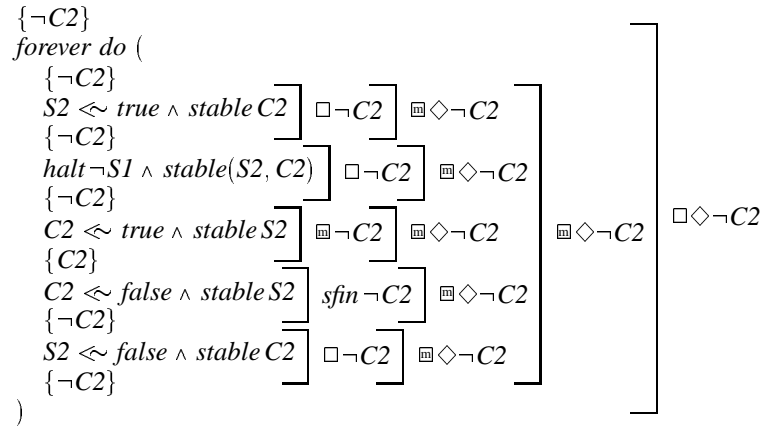 {¬C2}
forever do (
{¬C2}
S2 ⋘~ true ∧ stable C2 □¬C2 ⓜ◇¬C2
{¬C2}
halt ¬S1 ∧ stable(S2, C2) □¬C2 ⓜ◇¬C2
{¬C2}
□◇¬C2
C2 ⋘~ true ∧ stable S2 ⓜ¬C2 ⓜ◇¬C2 ⓜ◇¬C2
{C2}
C2 ⋘~ false ∧ stable S2 sfin ¬C2 ⓜ◇¬C2
{¬C2}
S2 ⋘~ false ∧ stable C2 □¬C2 ⓜ◇¬C2
{¬C2}
)